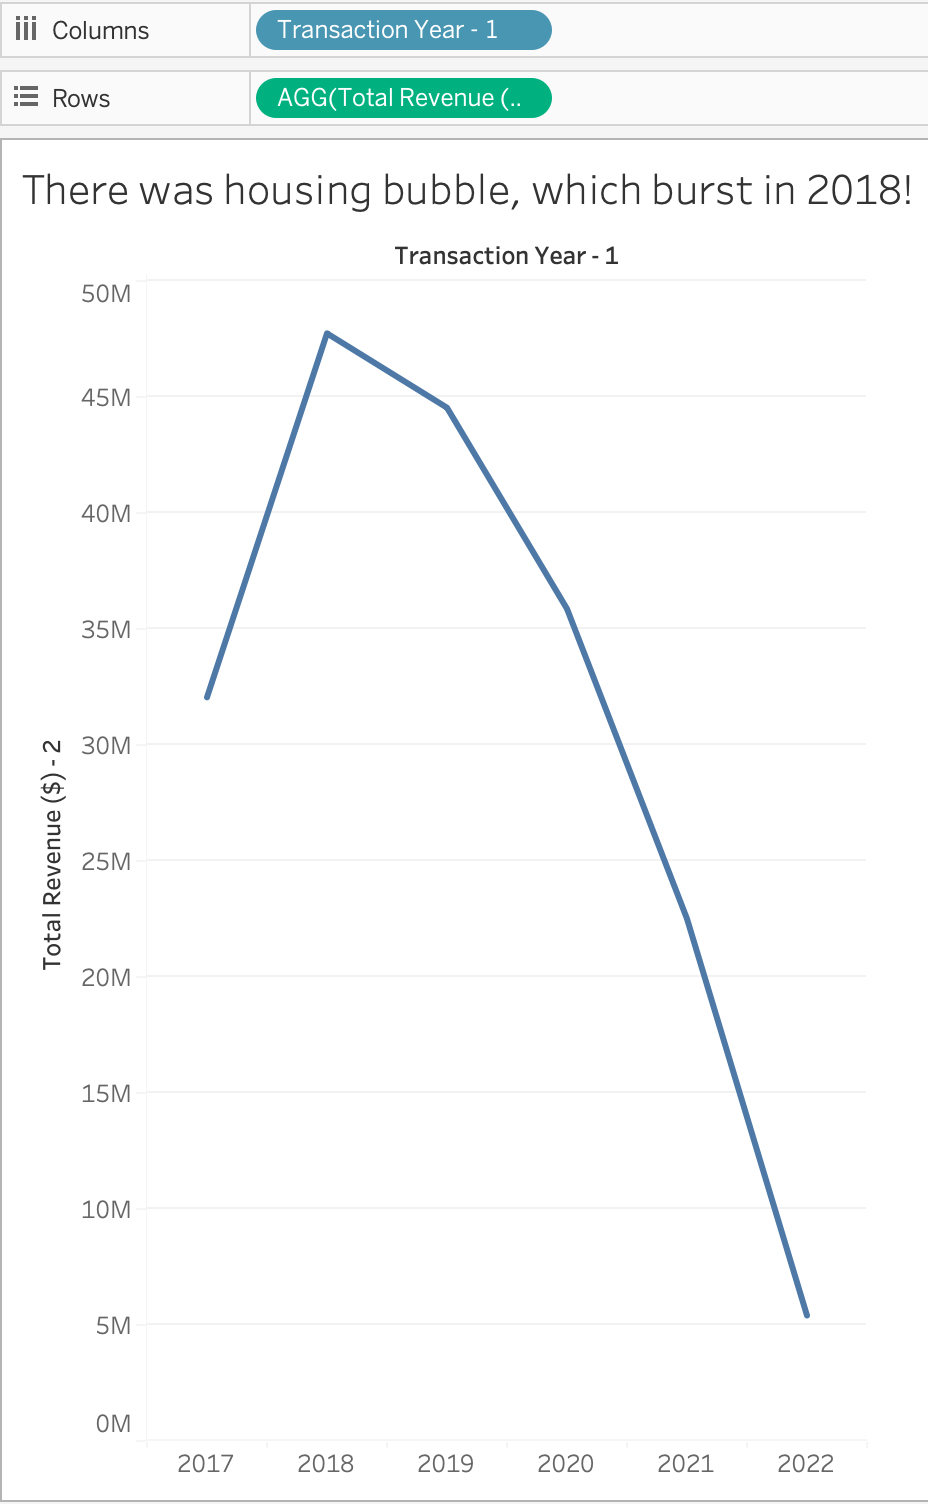 Columns
Transaction Year - 1
Rows
AGG(Total Revenue (..
There was housing bubble, which burst in 2018!
Transaction Year - 1
Total Revenue ($) - 2
50M
45M
40M
35M
30M
25M
20M
15M
10M
5M
0M
2017 2018 2019 2020 2021 2022